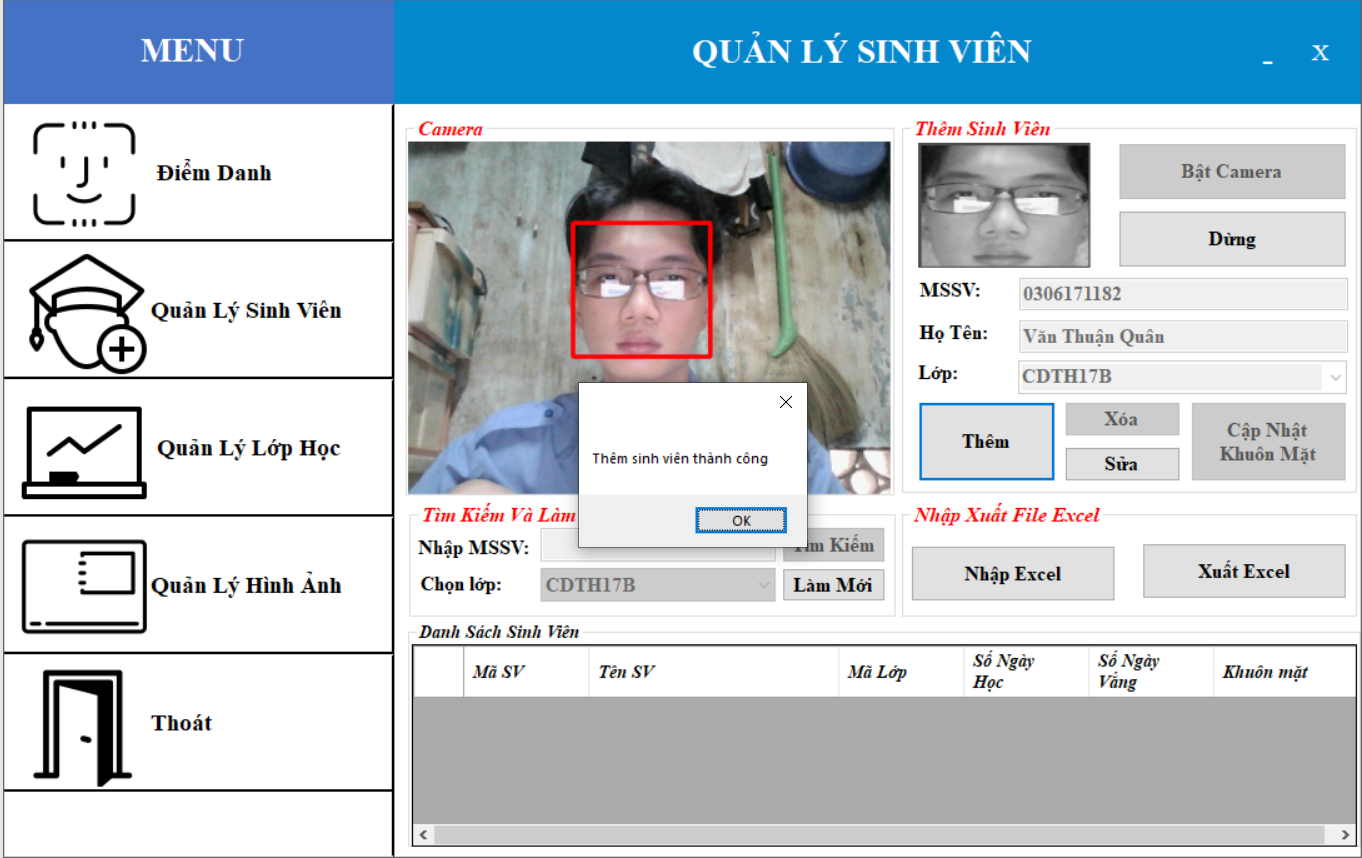 MENU
QUẢN LÝ SINH VIÊN
_ X
Điểm Danh
Quản Lý Sinh Viên
Quản Lý Lớp Học
Quản Lý Hình Ảnh
Thoát
Camera
Thêm Sinh Viên
Bật Camera
Dừng
MSSV: 0306171182
Họ Tên: Văn Thuận Quân
Lớp: CDTH17B
Thêm
Xóa
Sửa
Cập Nhật
Khuôn Mặt
Thêm sinh viên thành công
OK
Tìm Kiếm Và Làm
Nhập MSSV:
Tìm Kiếm
Chọn lớp: CDTH17B
Làm Mới
Nhập Xuất File Excel
Nhập Excel
Xuất Excel
Danh Sách Sinh Viên
Mã SV
Tên SV
Mã Lớp
Số Ngày
Học
Số Ngày
Vắng
Khuôn mặt